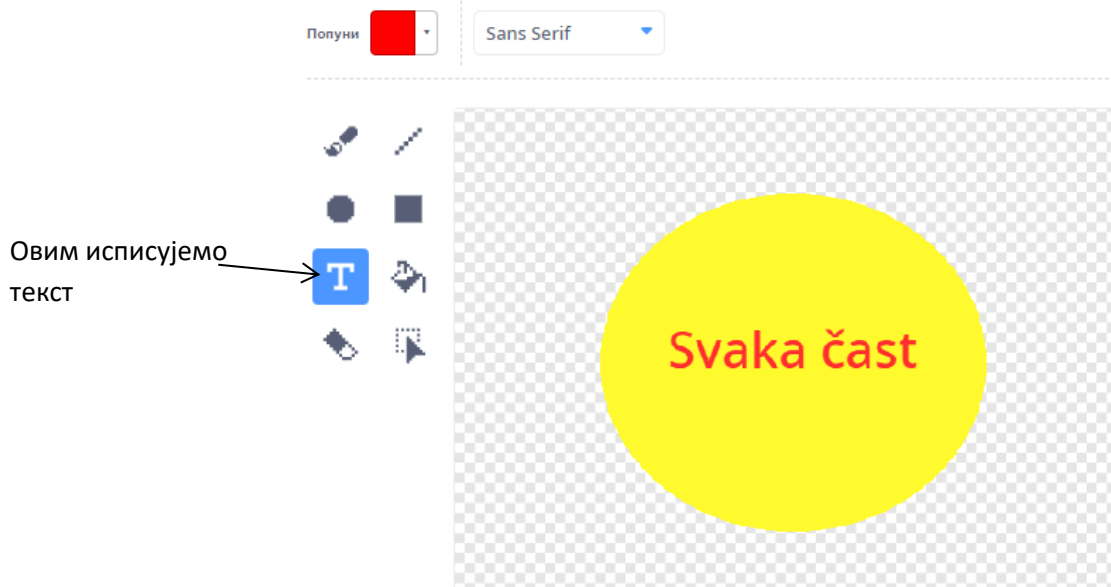 Попуни
Sans Serif
Овим исписујемо
текст
T
Svaka čast